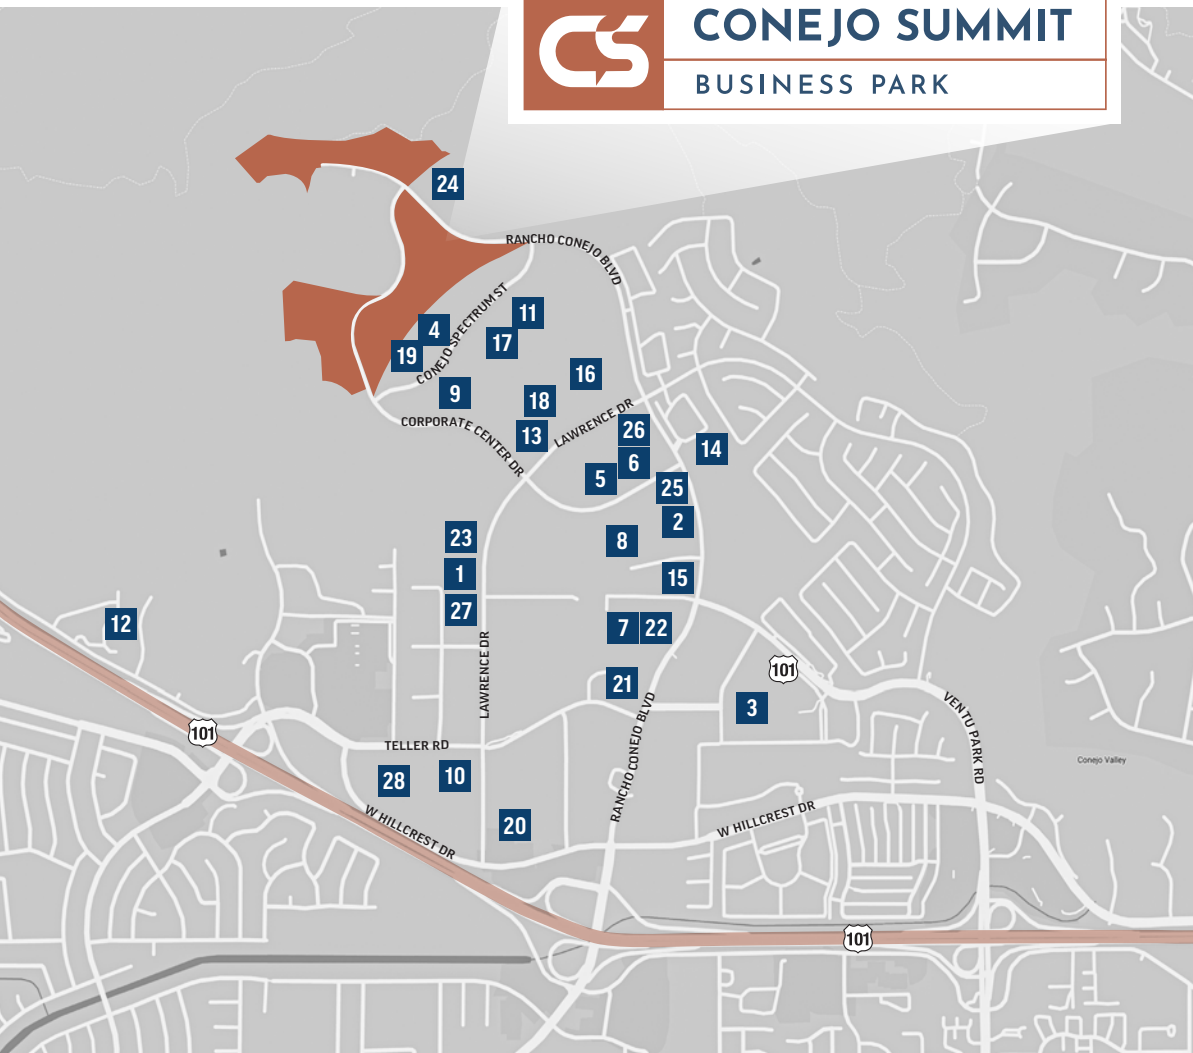 CS
CONEJO SUMMIT
BUSINESS PARK
24
RANCHO CONEJO BLVD
CONEJO SPECTRUM ST
11
4
17
19
16
9
18
CORPORATE CENTER DR
LAWRENCE DR
13
26
14
6
5
25
2
23
8
1
15
27
12
7
22
LAWRENCE DR
101
21
3
RANCHO CONEJO BLVD
VENTU PARK RD
101
TELLER RD
Conejo Valley
28
10
W HILLCREST DR
W HILLCREST DR
20
101